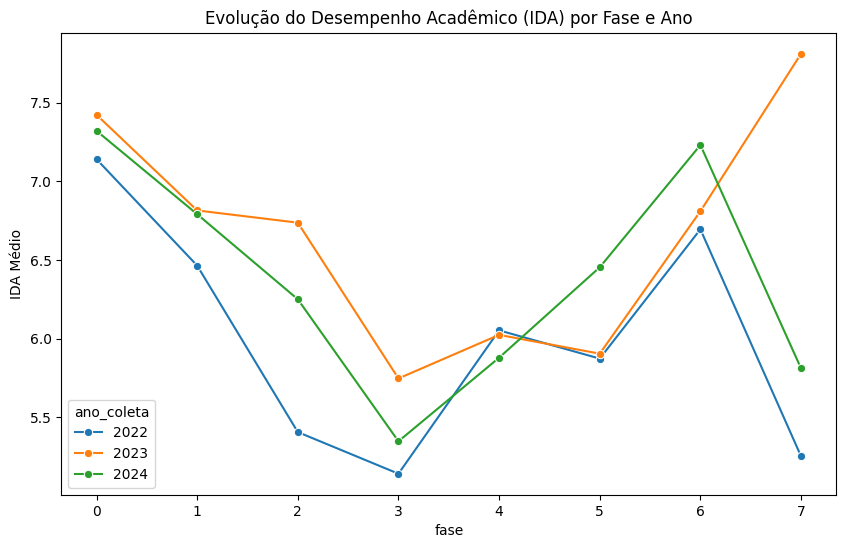 Evolução do Desempenho Acadêmico (IDA) por Fase e Ano
IDA Médio
7.5
7.0
6.5
6.0
5.5
ano_coleta
2022
2023
2024
0 1 2 3 4 5 6 7
fase